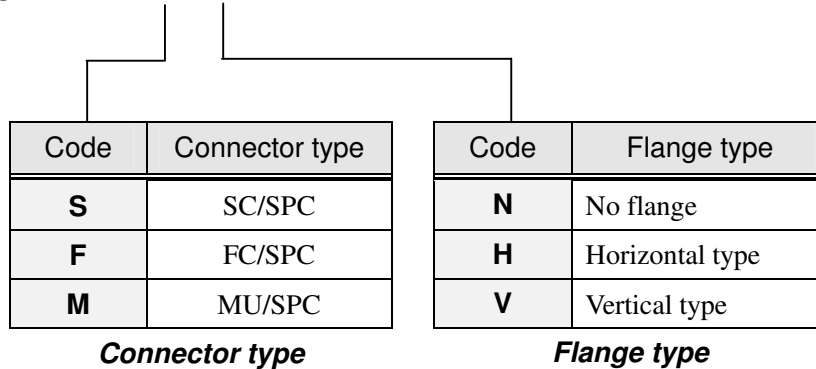 Code Connector type
S SC/SPC
F FC/SPC
M MU/SPC
Connector type
Code Flange type
N No flange
H Horizontal type
V Vertical type
Flange type